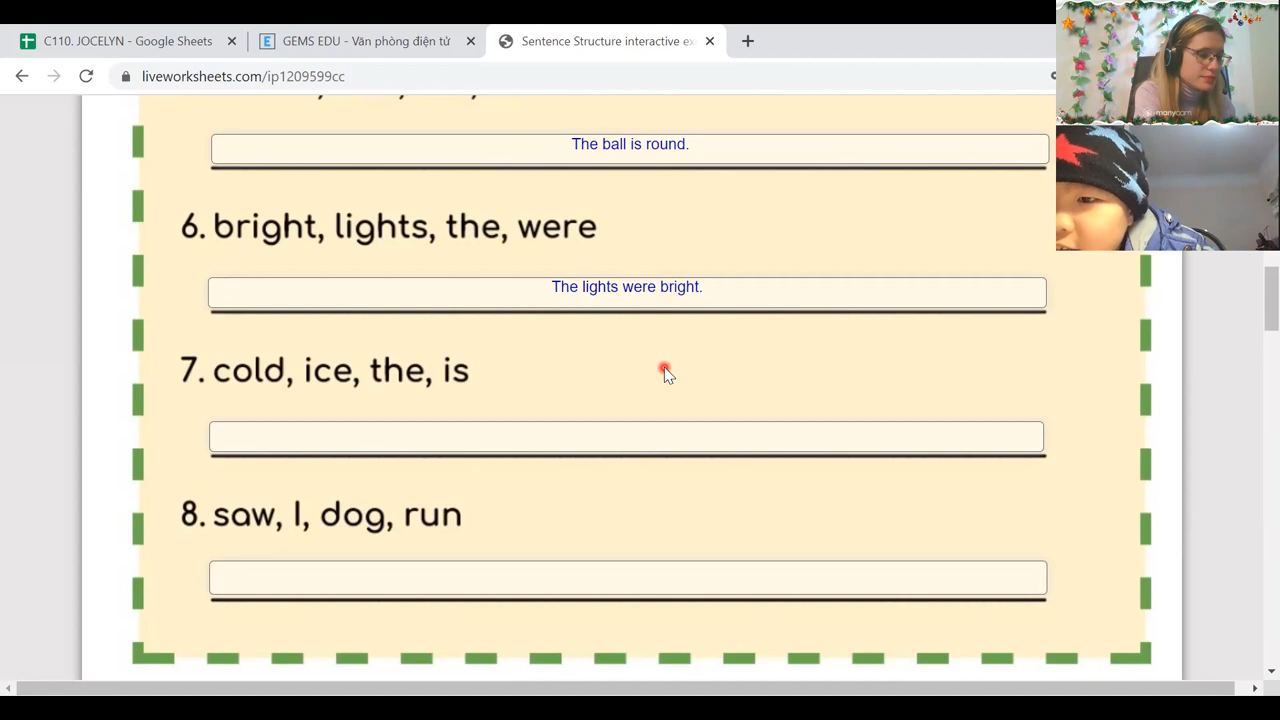 C110. JOCELYN - Google Sheets
GEMS EDU - Văn phòng điện tử
Sentence Structure interactive ex
liveworksheets.com/ip1209599cc
manycam
The ball is round.
6. bright, lights, the, were
The lights were bright.
7. cold, ice, the, is
8. saw, I, dog, run